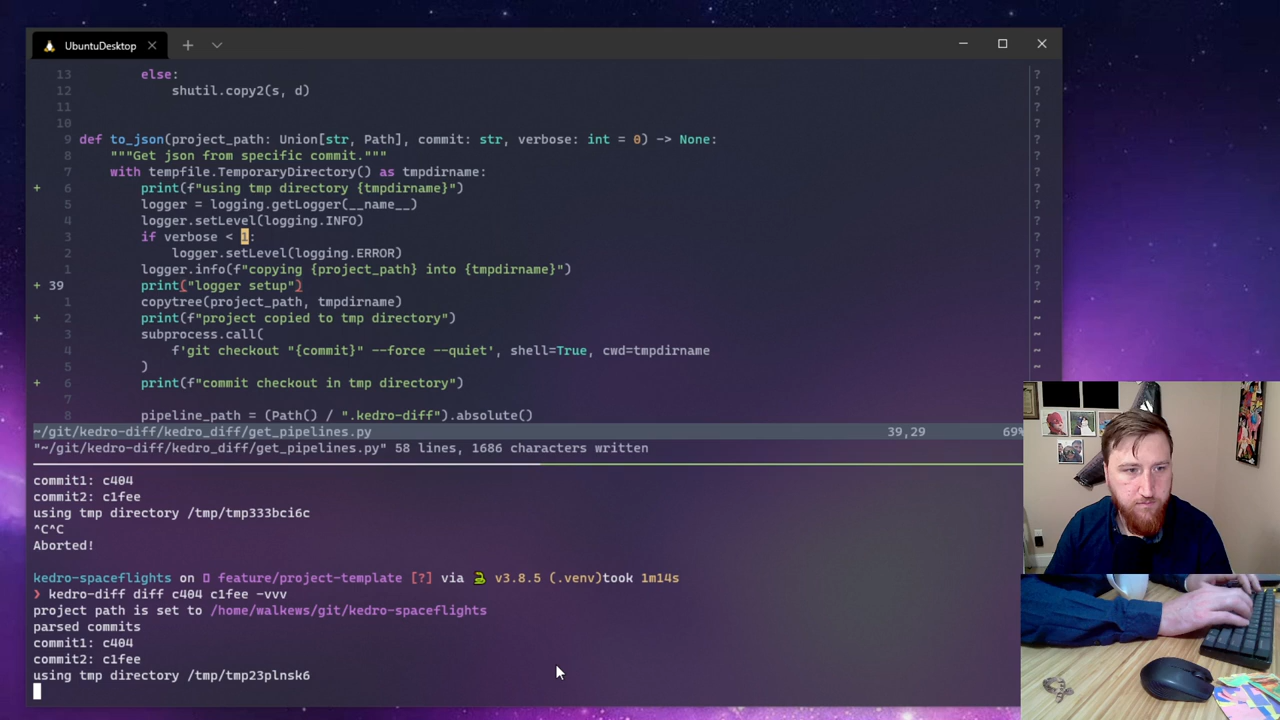 UbuntuDesktop
13 else:
12 shutil.copy2(s, d)
11
10
9 def to_json(project_path: Union[str, Path], commit: str, verbose: int = 0) -> None:
8 """Get json from specific commit."""
7 with tempfile.TemporaryDirectory() as tmpdirname:
+ 6 print(f"using tmp directory {tmpdirname}")
5 logger = logging.getLogger(__name__)
4 logger.setLevel(logging.INFO)
3 if verbose < 1:
2 logger.setLevel(logging.ERROR)
1 logger.info(f"copying {project_path} into {tmpdirname}")
+ 39 print("logger setup")
1 copytree(project_path, tmpdirname)
+ 2 print(f"project copied to tmp directory")
3 subprocess.call(
4 f'git checkout "{commit}" --force --quiet', shell=True, cwd=tmpdirname
5 )
+ 6 print(f"commit checkout in tmp directory")
7
8 pipeline_path = (Path() / ".kedro-diff").absolute()
~/git/kedro-diff/kedro_diff/get_pipelines.py 39,29 69%
"~/git/kedro-diff/kedro_diff/get_pipelines.py" 58 lines, 1686 characters written
commit1: c404
commit2: c1fee
using tmp directory /tmp/tmp333bci6c
^C^C
Aborted!
kedro-spaceflights on feature/project-template [?] via v3.8.5 (.venv)took 1m14s
❯ kedro-diff diff c404 c1fee -vvv
project path is set to /home/walkews/git/kedro-spaceflights
parsed commits
commit1: c404
commit2: c1fee
using tmp directory /tmp/tmp23plnsk6